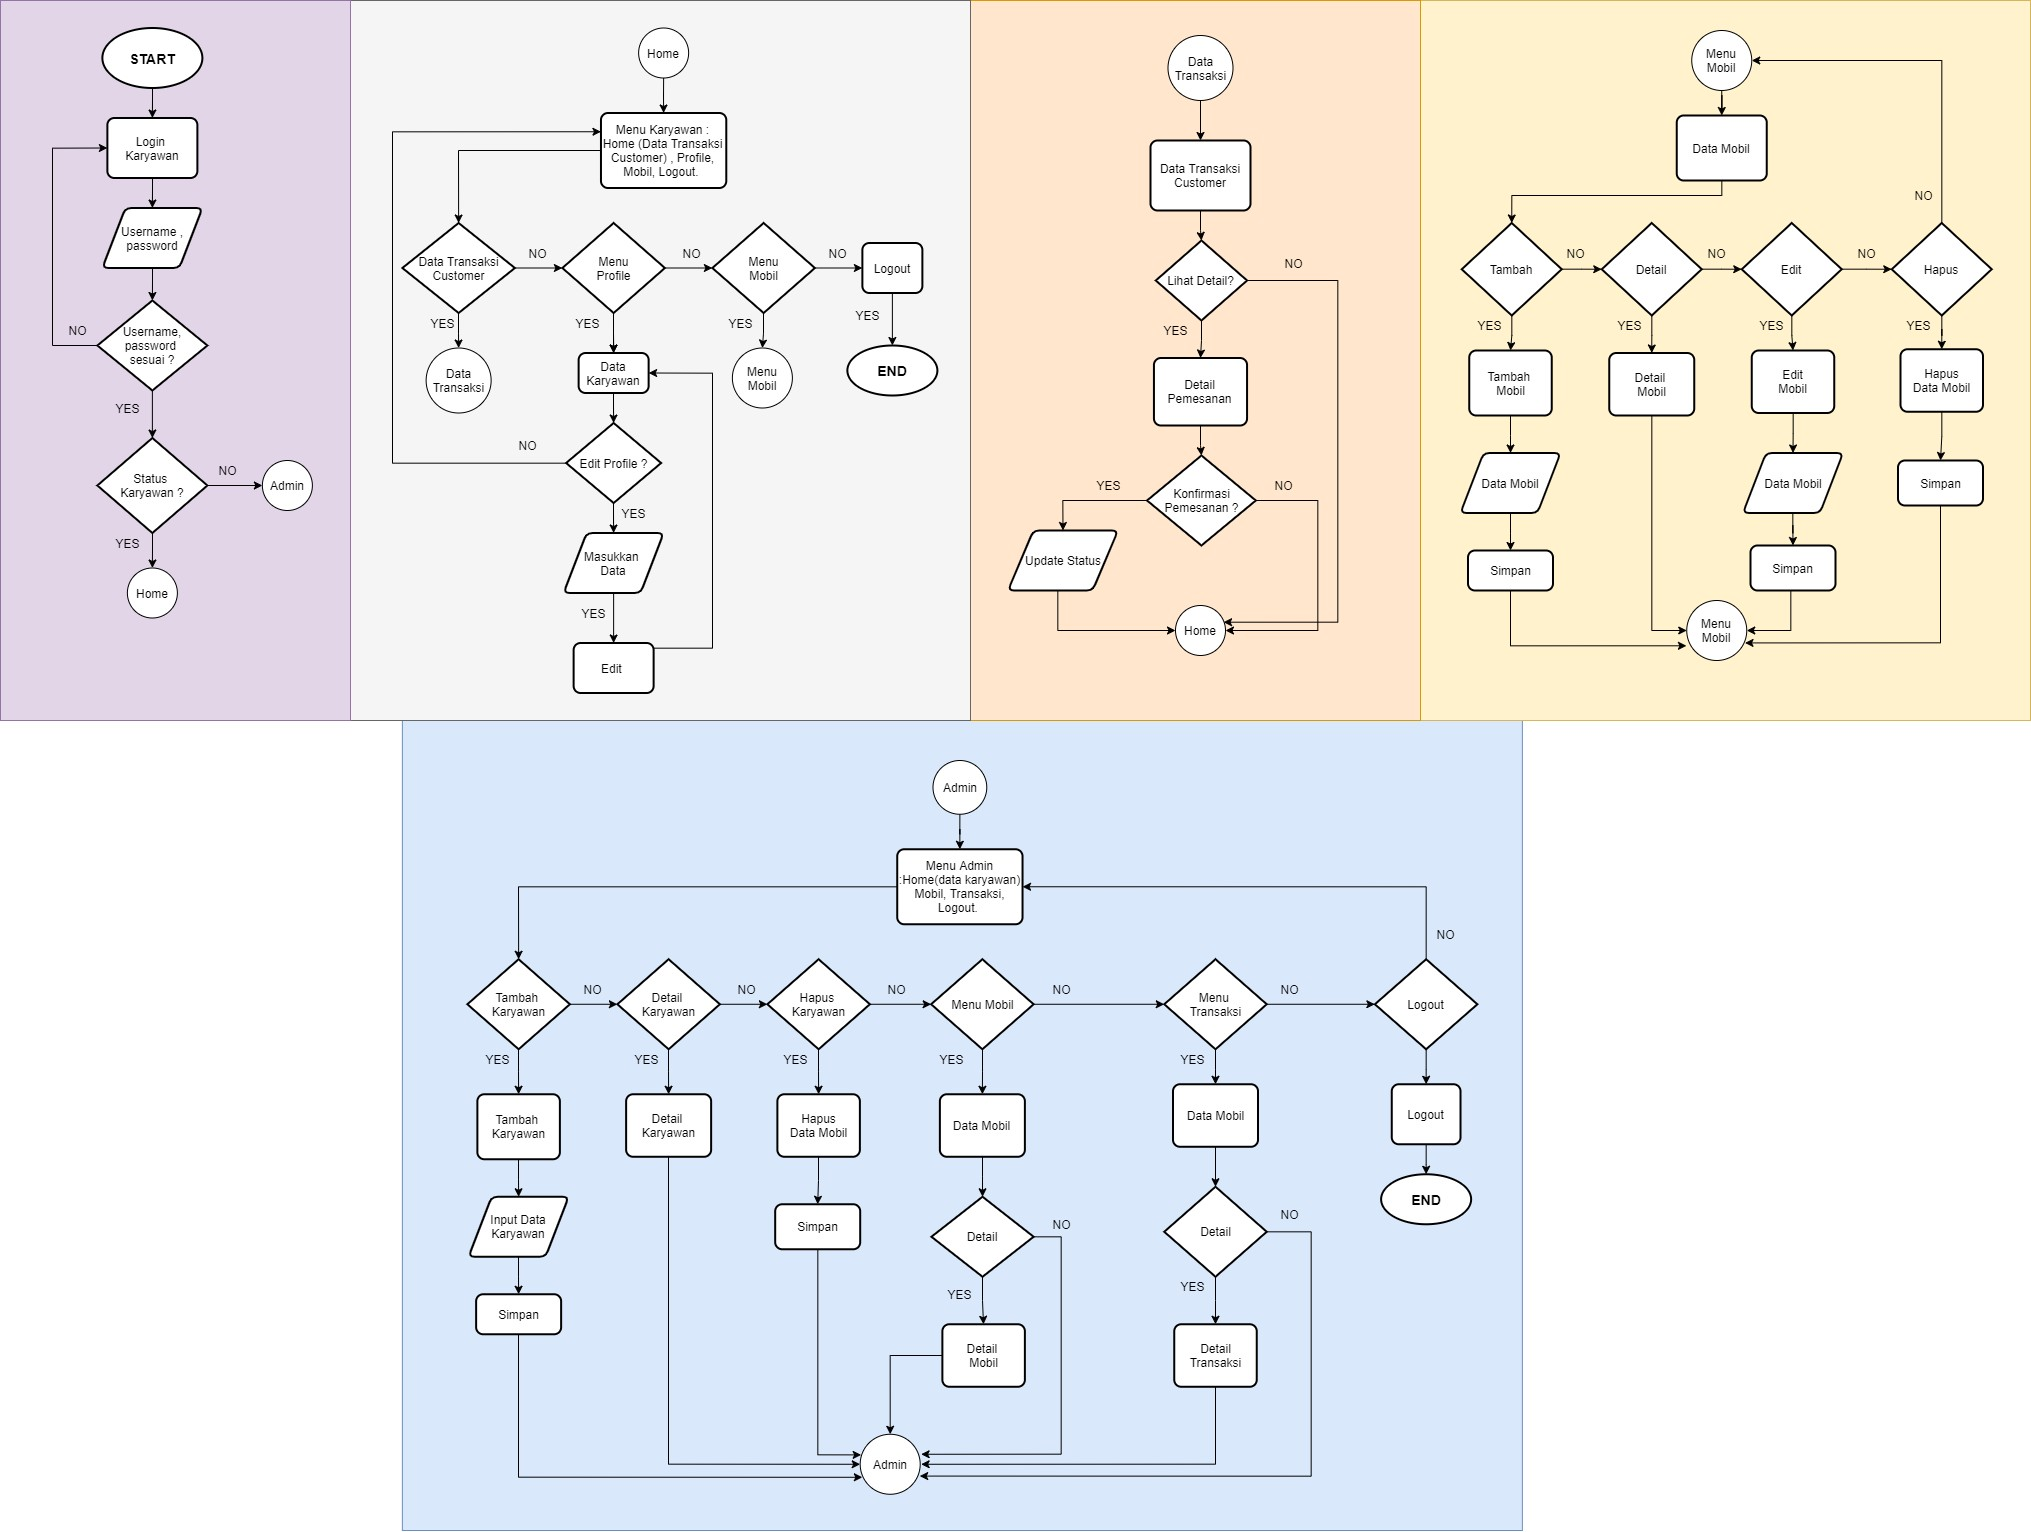 START
Login
Karyawan
Username ,
password
NO
Username,
password
sesuai ?
YES
Status
Karyawan ?
NO
Admin
YES
Home
Home
Menu Karyawan :
Home (Data Transaksi
Customer) , Profile,
Mobil, Logout.
Data Transaksi
Customer
NO
Menu
Profile
NO
Menu
Mobil
NO
Logout
YES
YES
YES
YES
Data
Transaksi
Data
Karyawan
Menu
Mobil
END
NO
Edit Profile ?
YES
Masukkan
Data
YES
Edit
Data
Transaksi
Data Transaksi
Customer
Lihat Detail?
NO
YES
Detail
Pemesanan
YES
Konfirmasi
Pemesanan ?
NO
Update Status
Home
Menu
Mobil
Data Mobil
NO
Tambah
NO
Detail
NO
Edit
NO
Hapus
YES
YES
YES
YES
Tambah
Mobil
Detail
Mobil
Edit
Mobil
Hapus
Data Mobil
Data Mobil
Data Mobil
Simpan
Simpan
Simpan
Menu
Mobil
Admin
Menu Admin
:Home(data karyawan)
Mobil, Transaksi,
Logout.
NO
Tambah
Karyawan
NO
Detail
Karyawan
NO
Hapus
Karyawan
NO
Menu Mobil
NO
Menu
Transaksi
NO
Logout
YES
YES
YES
YES
YES
Tambah
Karyawan
Detail
Karyawan
Hapus
Data Mobil
Data Mobil
Data Mobil
Logout
Input Data
Karyawan
Simpan
Detail
NO
Detail
NO
END
YES
YES
Simpan
Detail
Mobil
Detail
Transaksi
Admin